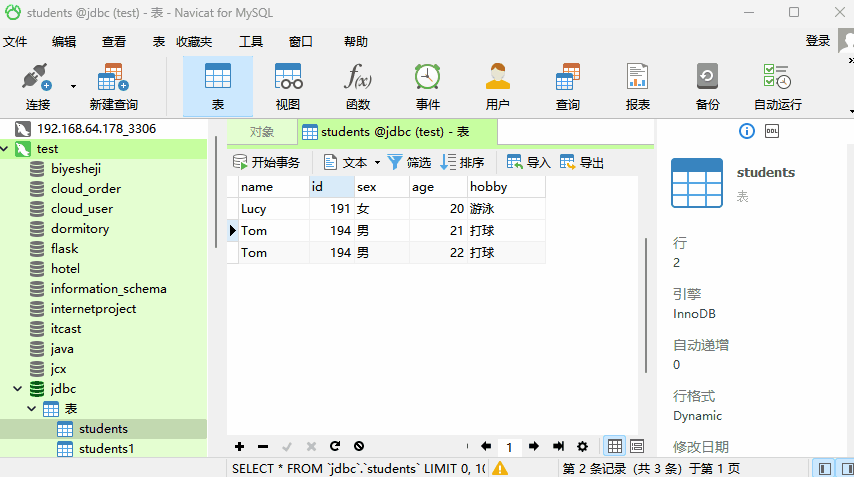 students @jdbc (test) - 表 - Navicat for MySQL
文件 编辑 查看 表 收藏夹 工具 窗口 帮助 登录
连接 新建查询 表 视图 函数 事件 用户 查询 报表 备份 自动运行
192.168.64.178_3306
test
biyesheji
cloud_order
cloud_user
dormitory
flask
hotel
information_schema
internetproject
itcast
java
jcx
jdbc
表
students
students1
对象 students @jdbc (test) - 表
开始事务 文本 筛选 排序 导入 导出
name id sex age hobby
Lucy 191 女 20 游泳
Tom 194 男 21 打球
Tom 194 男 22 打球
1
SELECT * FROM `jdbc`.`students` LIMIT 0, 10
第 2 条记录（共 3 条）于第 1 页
DDL
students
表
行
2
引擎
InnoDB
自动递增
0
行格式
Dynamic
修改日期